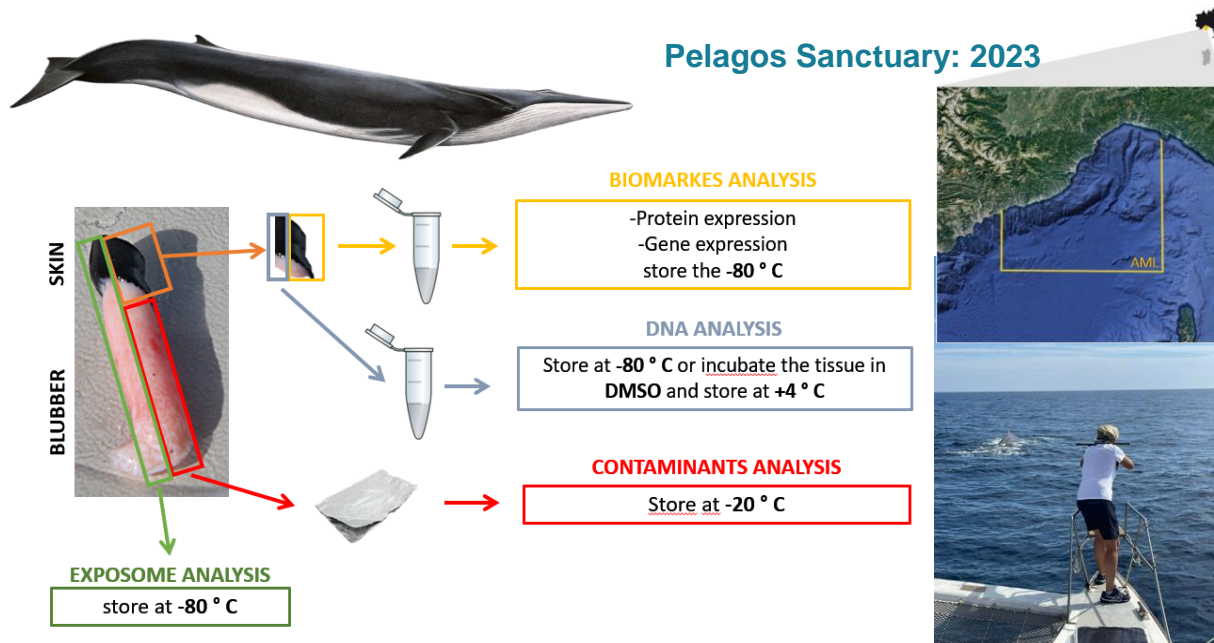 Pelagos Sanctuary: 2023
BIOMARKES ANALYSIS
-Protein expression
-Gene expression
store the -80 ° C
SKIN
BLUBBER
AML
DNA ANALYSIS
Store at -80 ° C or incubate the tissue in
DMSO and store at +4 ° C
CONTAMINANTS ANALYSIS
Store at -20 ° C
EXPOSOME ANALYSIS
store at -80 ° C